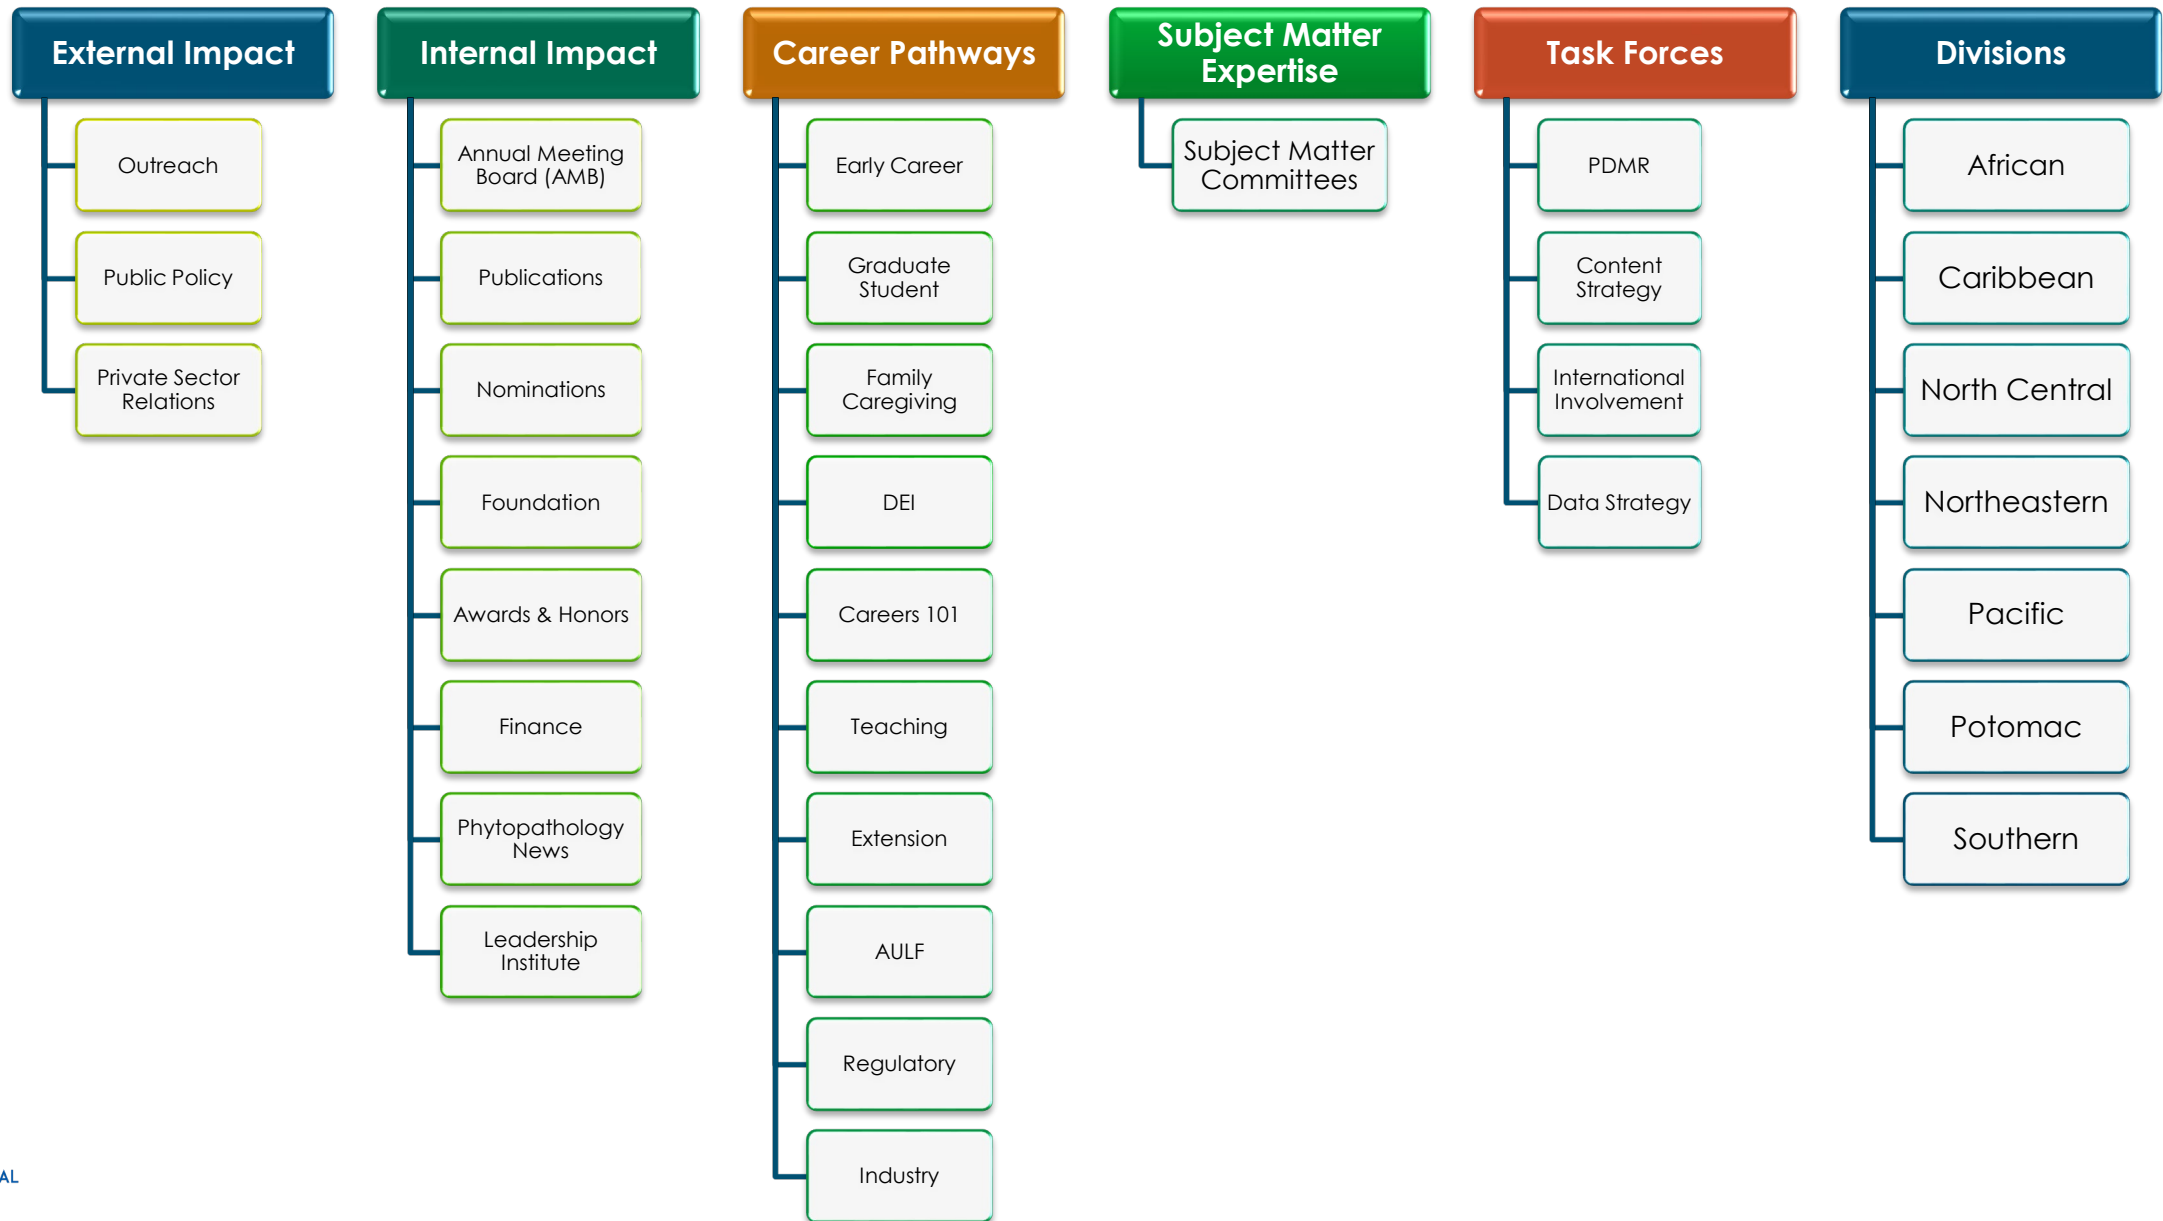 External Impact
Outreach
Public Policy
Private Sector
Relations
Internal Impact
Annual Meeting
Board (AMB)
Publications
Nominations
Foundation
Awards & Honors
Finance
Phytopathology
News
Leadership
Institute
Career Pathways
Early Career
Graduate
Student
Family
Caregiving
DEI
Careers 101
Teaching
Extension
AULF
Regulatory
Industry
Subject Matter
Expertise
Subject Matter
Committees
Task Forces
PDMR
Content
Strategy
International
Involvement
Data Strategy
Divisions
African
Caribbean
North Central
Northeastern
Pacific
Potomac
Southern
AL